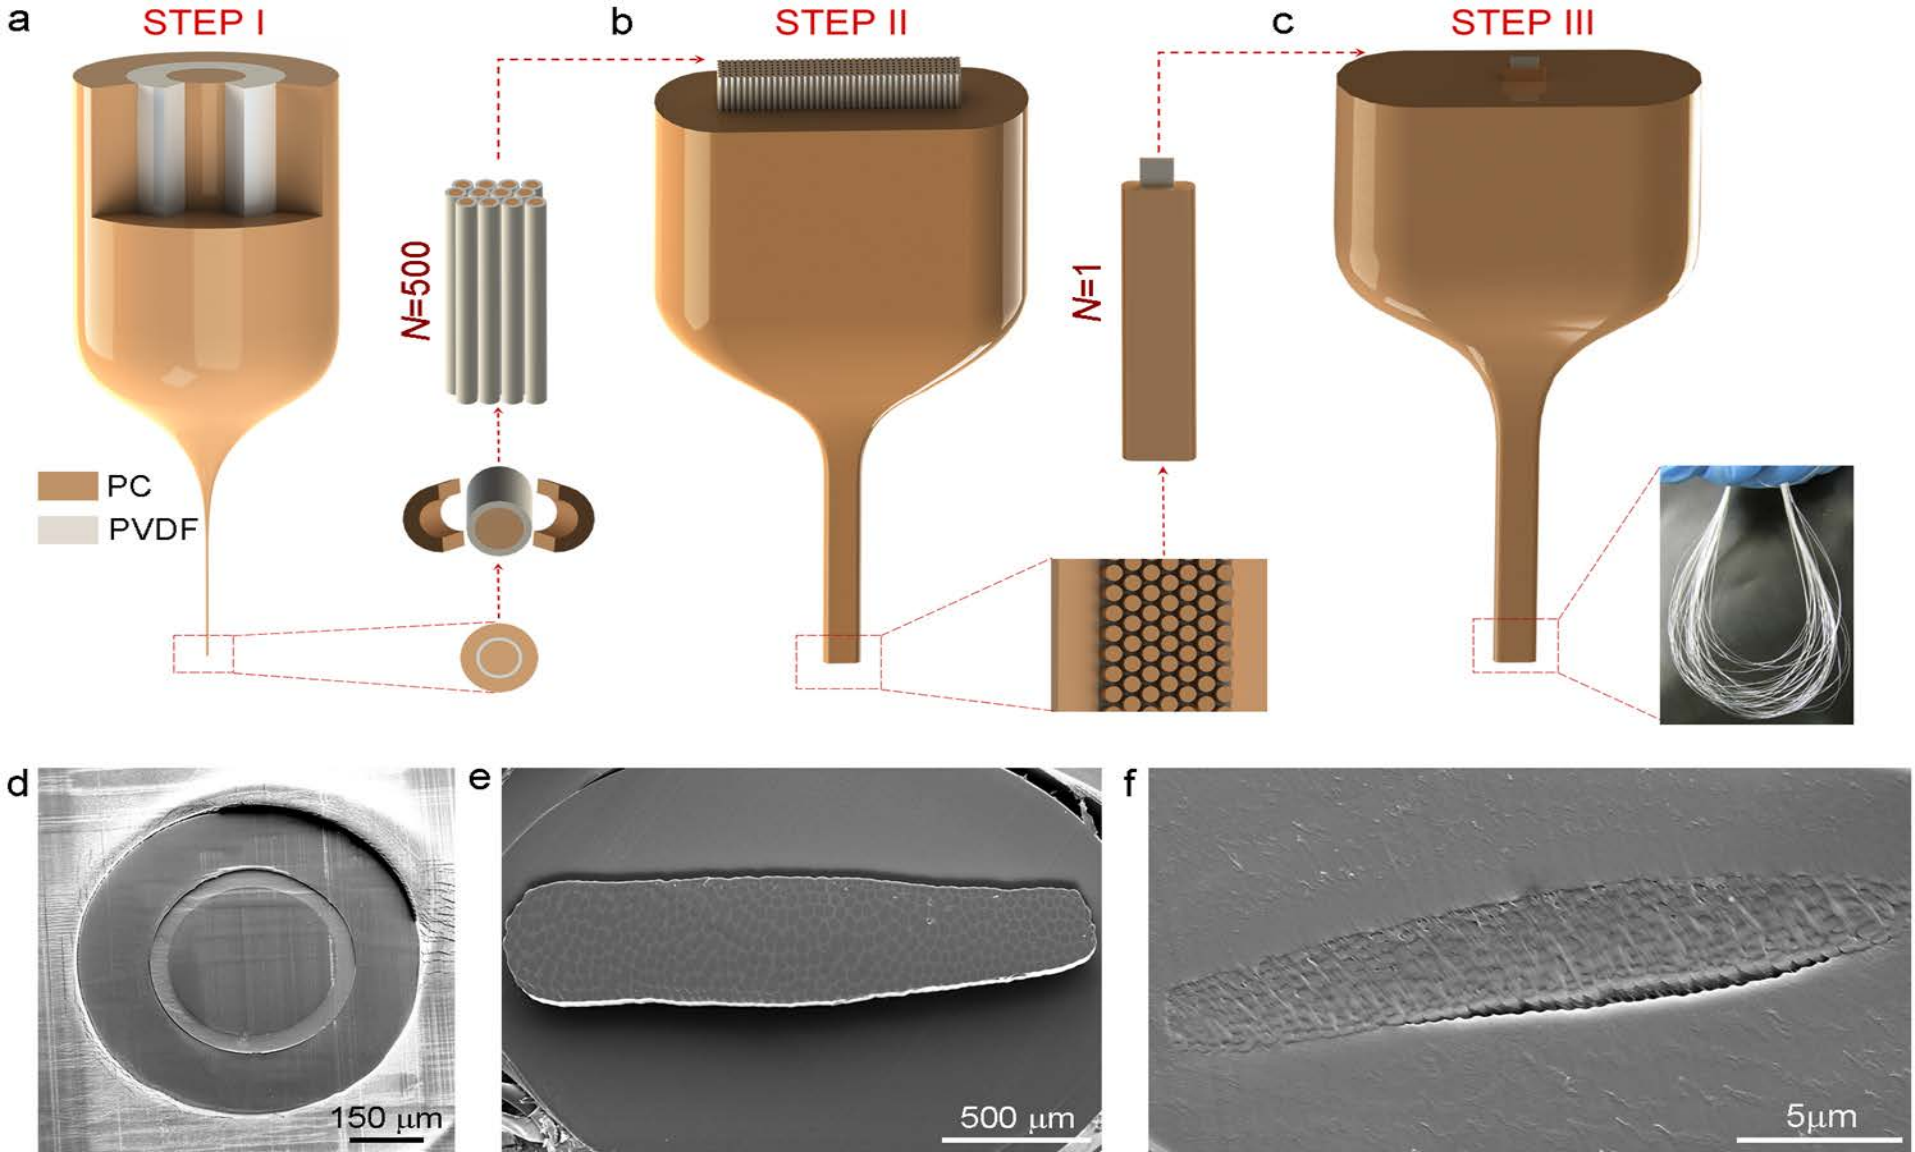 a
STEP I
b
STEP II
c
STEP III
N=500
N=1
PC
PVDF
d
e
f
150 μm
500 μm
5μm